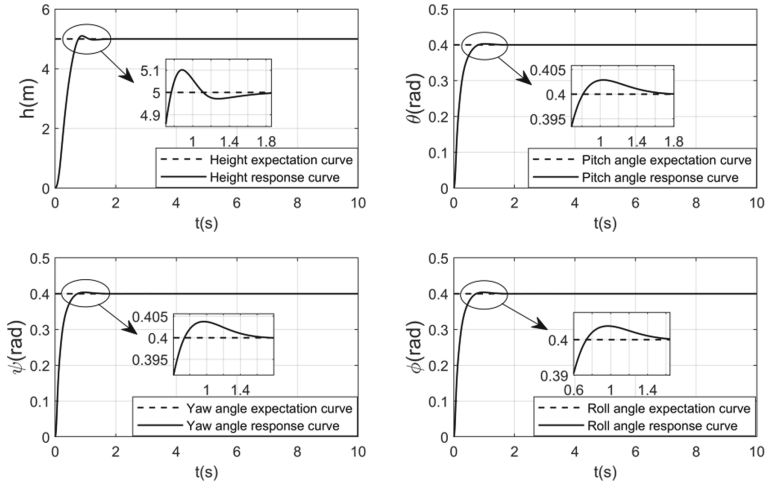 6
4
2
0
h(m)
5.1
5
4.9
1 1.4 1.8
Height expectation curve
Height response curve
0 2 4 6 8 10
t(s)
0.5
0.4
0.3
0.2
0.1
0
θ(rad)
0.405
0.4
0.395
1 1.4 1.8
Pitch angle expectation curve
Pitch angle response curve
0 2 4 6 8 10
t(s)
0.5
0.4
0.3
0.2
0.1
0
ψ(rad)
0.405
0.4
0.395
1 1.4
Yaw angle expectation curve
Yaw angle response curve
0 2 4 6 8 10
t(s)
0.5
0.4
0.3
0.2
0.1
0
ϕ(rad)
0.4
0.39
0.6 1 1.4
Roll angle expectation curve
Roll angle response curve
0 2 4 6 8 10
t(s)